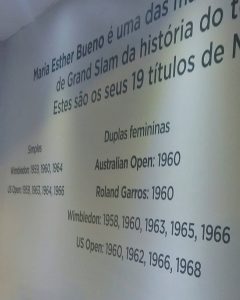 Maria Esther Bueno é uma das
de Grand Slam da história do
Estes são os seus 19 títulos de
Simples
Wimbledon: 1959, 1960, 1964
US Open: 1959, 1963, 1964, 1966
Duplas femininas
Australian Open: 1960
Roland Garros: 1960
Wimbledon: 1958, 1960, 1963, 1965, 1966
US Open: 1960, 1962, 1966, 1968